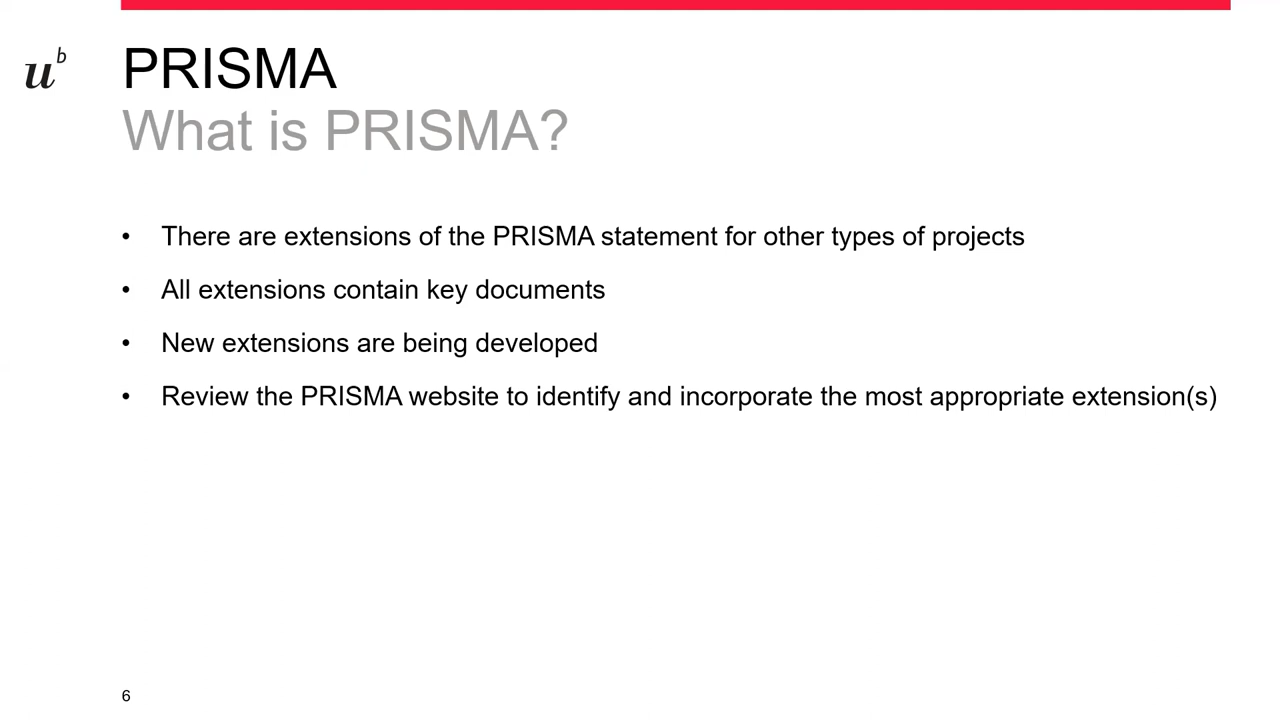 u^b
PRISMA
What is PRISMA?
• There are extensions of the PRISMA statement for other types of projects
• All extensions contain key documents
• New extensions are being developed
• Review the PRISMA website to identify and incorporate the most appropriate extension(s)
6